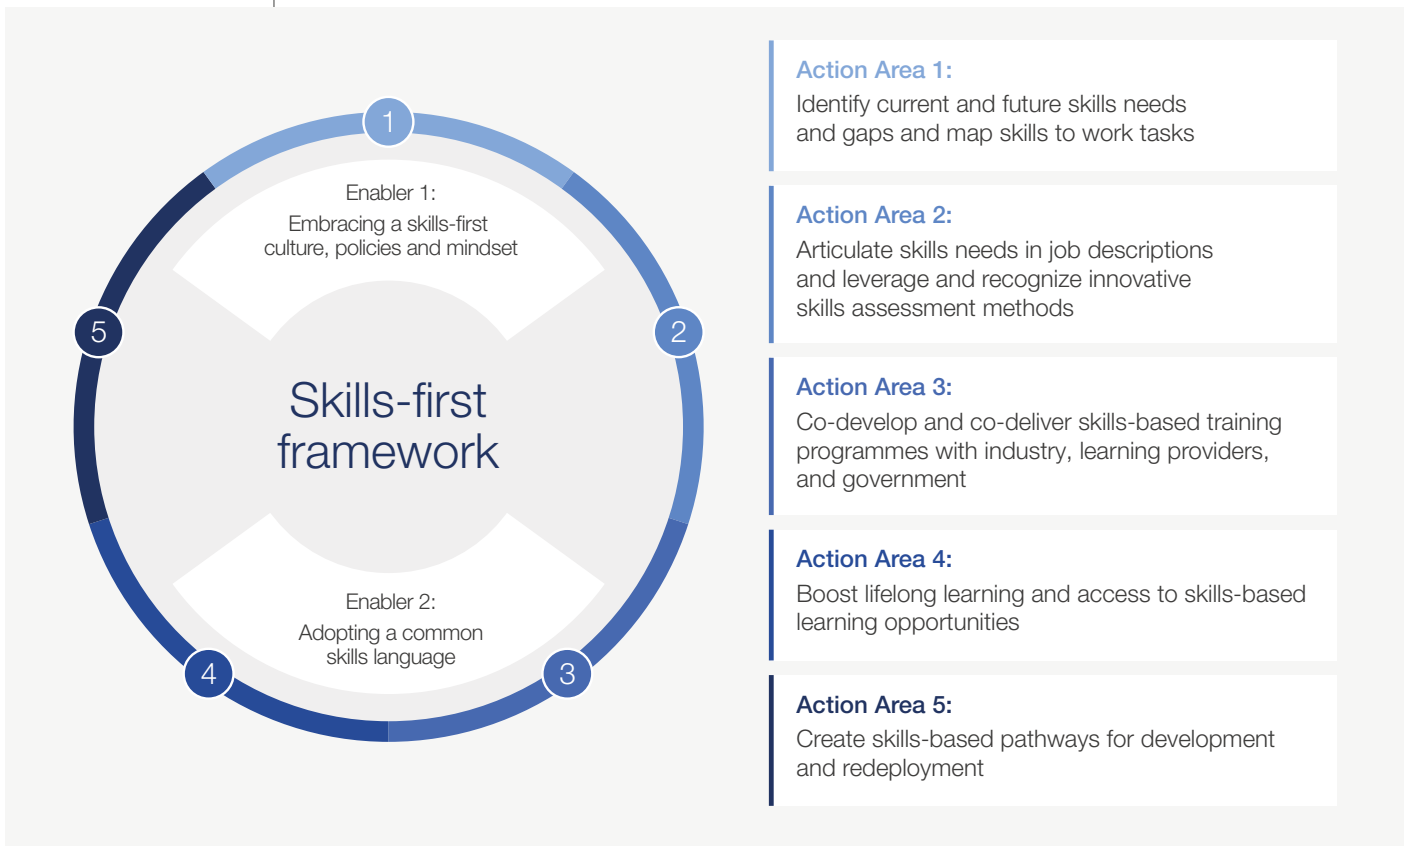 1
Enabler 1:
Embracing a skills-first
culture, policies and mindset
5
2
Skills-first
framework
Enabler 2:
Adopting a common
skills language
4
3
Action Area 1:
Identify current and future skills needs
and gaps and map skills to work tasks
Action Area 2:
Articulate skills needs in job descriptions
and leverage and recognize innovative
skills assessment methods
Action Area 3:
Co-develop and co-deliver skills-based training
programmes with industry, learning providers,
and government
Action Area 4:
Boost lifelong learning and access to skills-based
learning opportunities
Action Area 5:
Create skills-based pathways for development
and redeployment